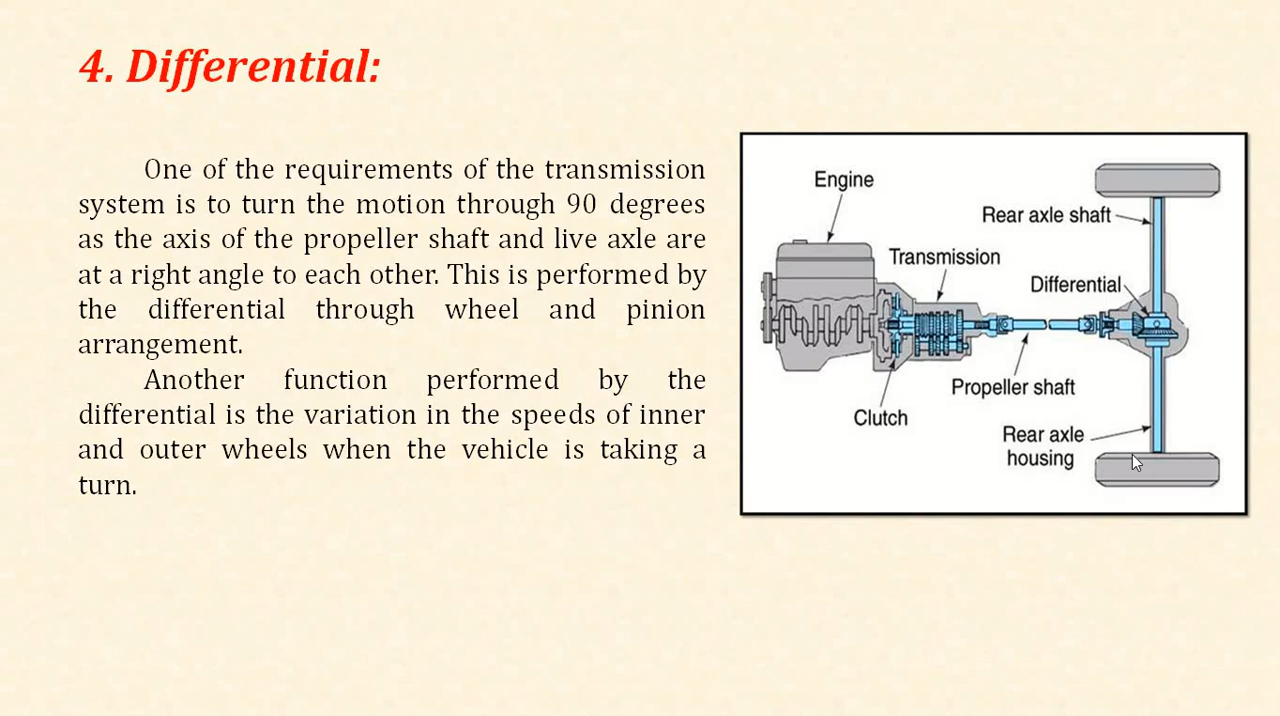 4. Differential:
One of the requirements of the transmission
system is to turn the motion through 90 degrees
as the axis of the propeller shaft and live axle are
at a right angle to each other. This is performed by
the differential through wheel and pinion
arrangement.
Another function performed by the
differential is the variation in the speeds of inner
and outer wheels when the vehicle is taking a
turn.
Engine
Rear axle shaft
Transmission
Differential
Propeller shaft
Clutch
Rear axle
housing